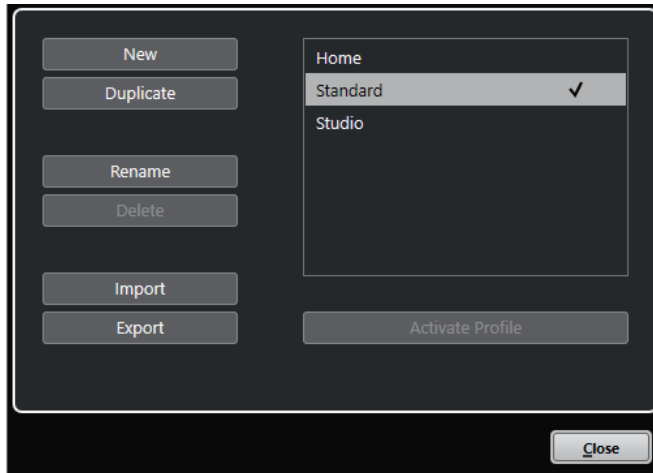 New
Duplicate
Rename
Delete
Import
Export
Home
Standard
Studio
Activate Profile
Close